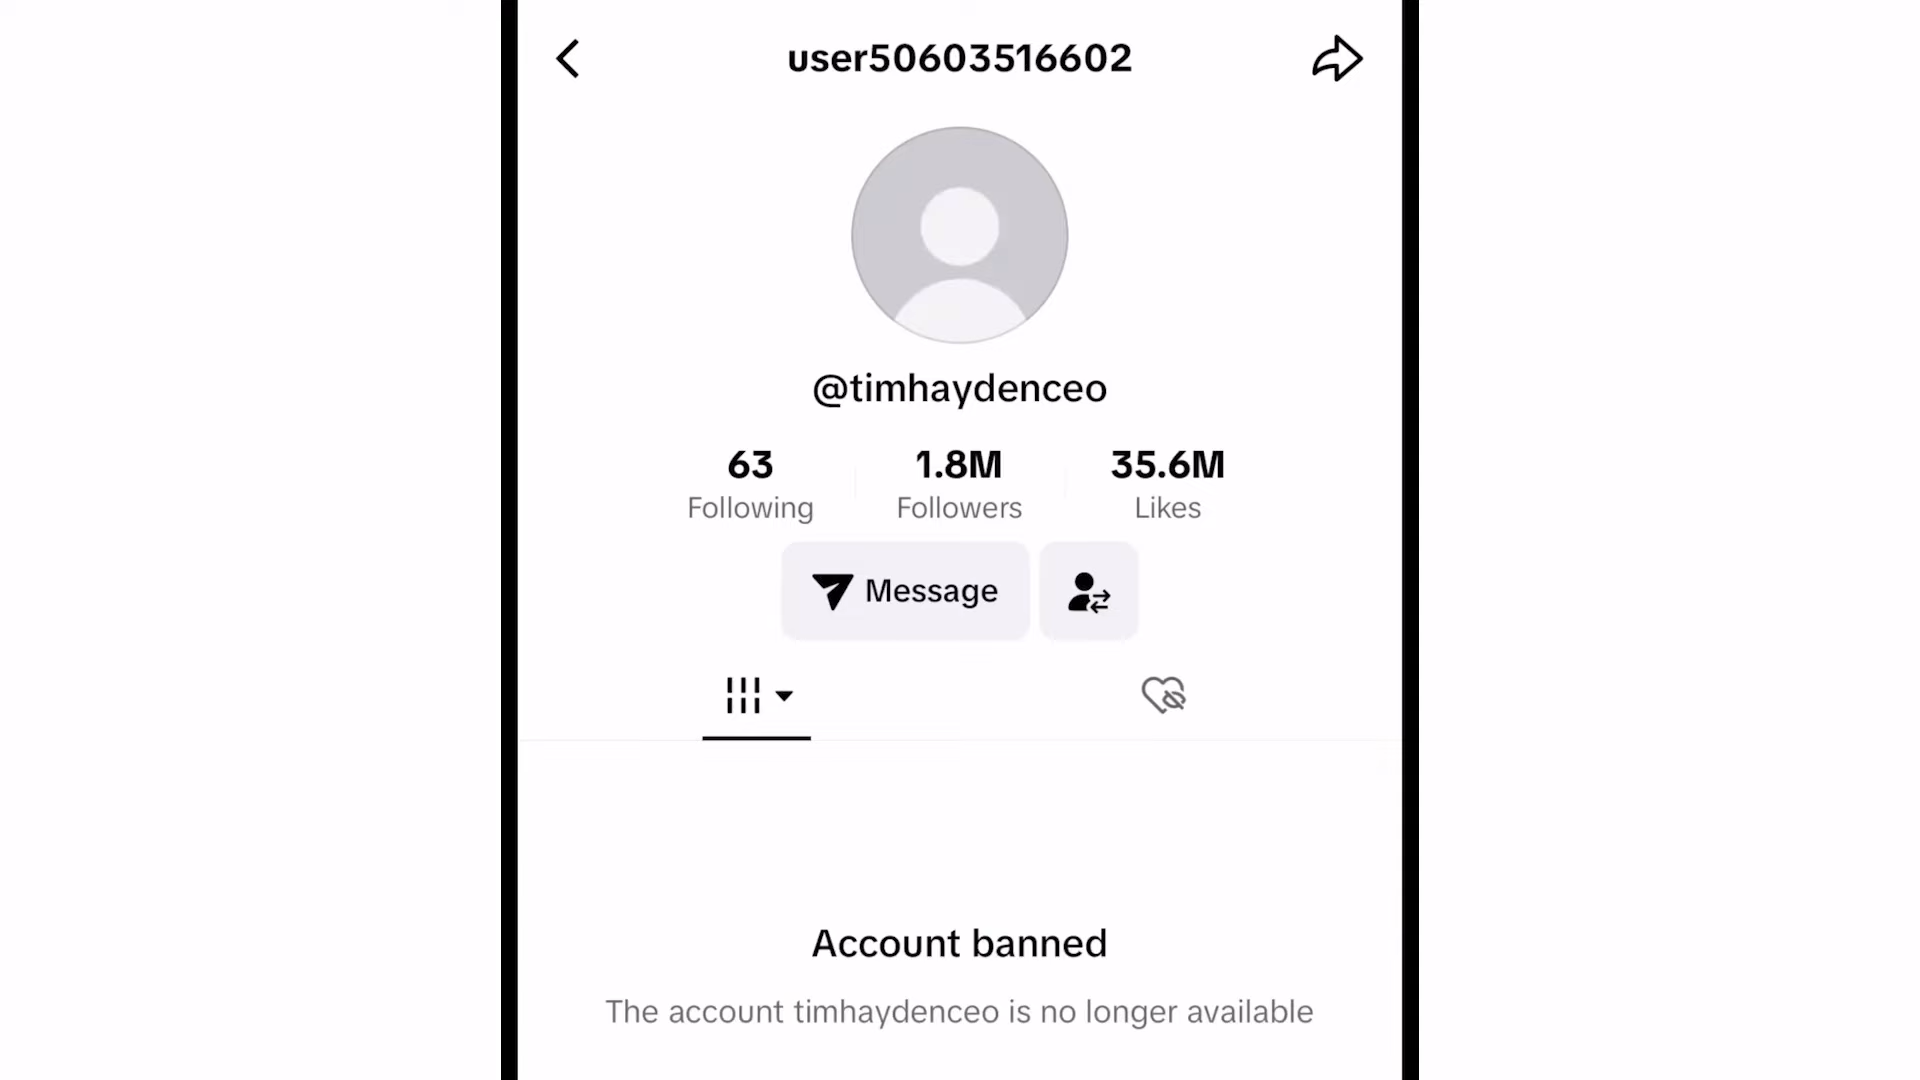 user50603516602
@timhaydenceo
63 1.8M 35.6M
Following Followers Likes
Message
Account banned
The account timhaydenceo is no longer available